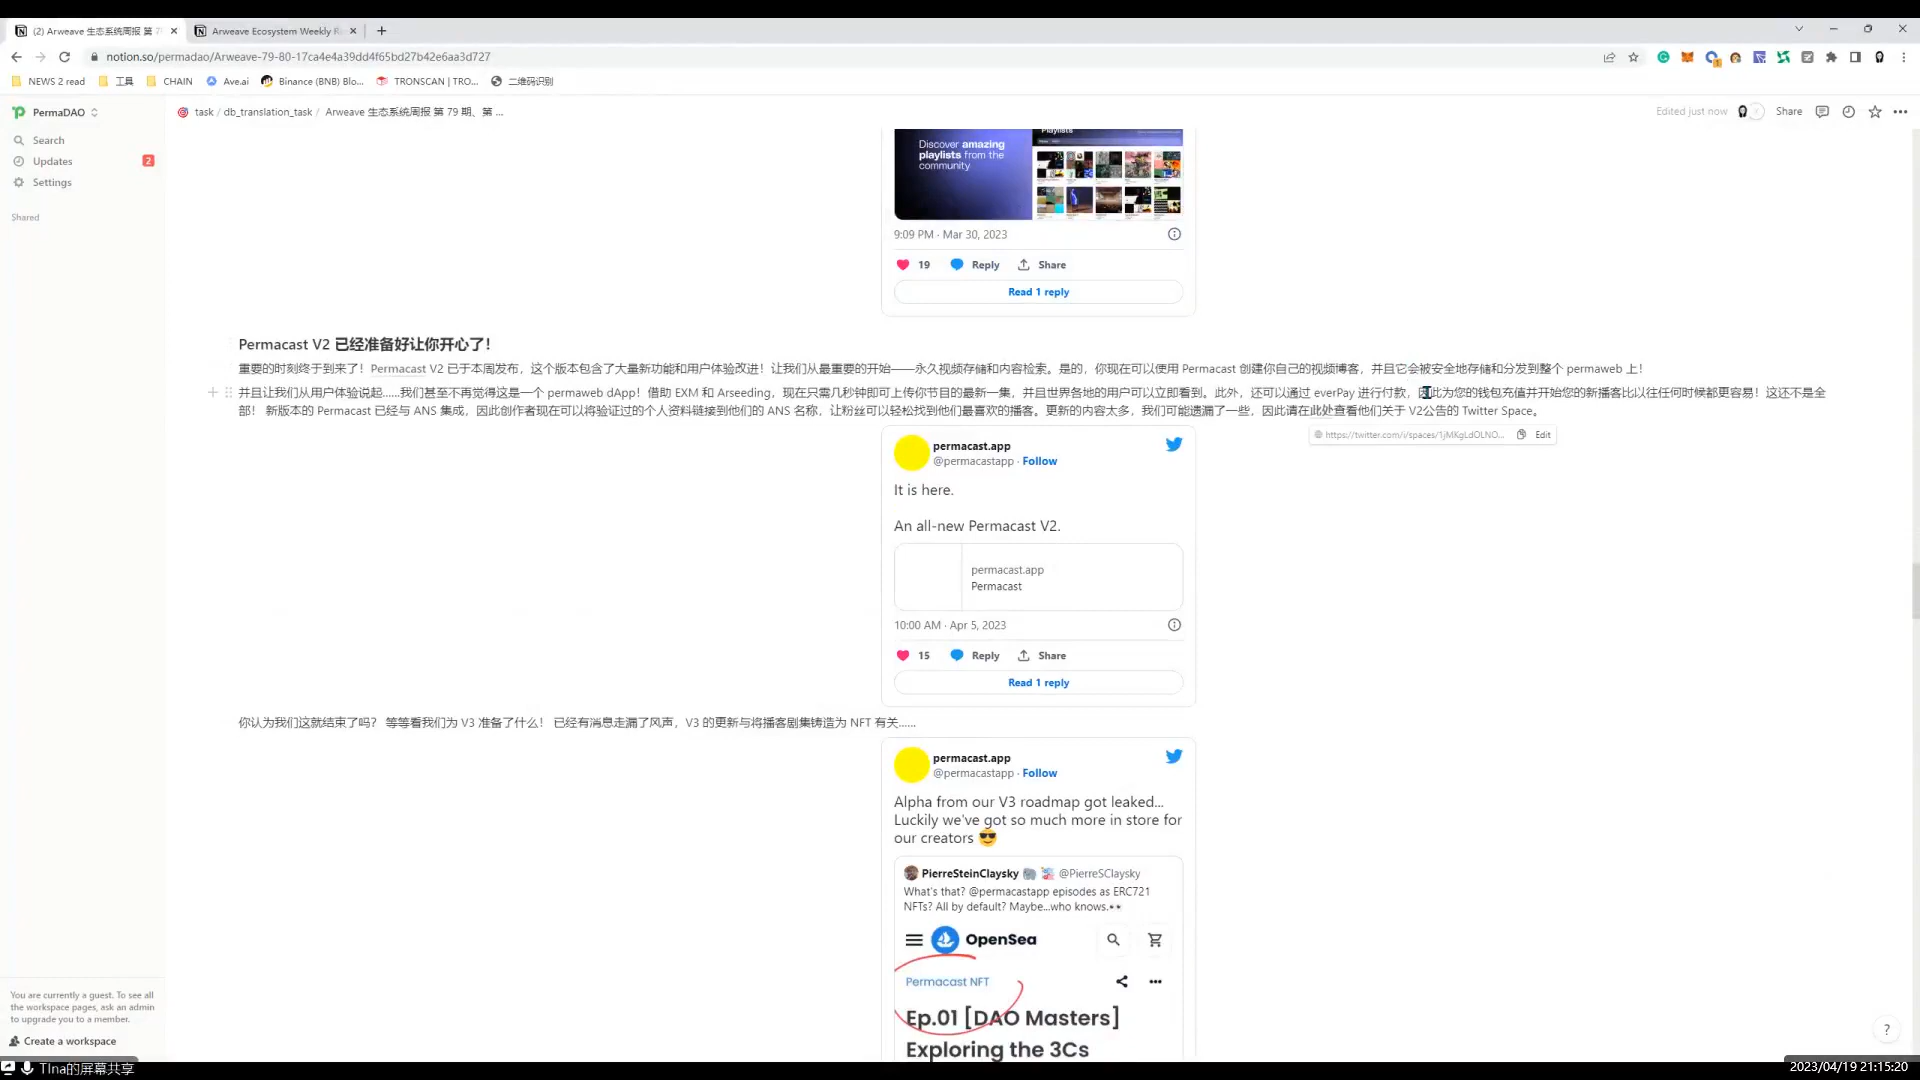 (2) Arweave 生态系统周报 第 7
Arweave Ecosystem Weekly R
notion.so/permadao/Arweave-79-80-17ca4e4a39dd4f65bd27b42e6aa3d727
NEWS 2 read
工具
CHAIN
Ave.ai
Binance (BNB) Blo...
TRONSCAN | TRO...
二维码识别
PermaDAO
task / db_translation_task / Arweave 生态系统周报 第 79 期、第 ...
Edited just now
Share
Search
Updates
2
Settings
Shared
Playlists
Discover amazing
playlists from the
community
9:09 PM · Mar 30, 2023
19
Reply
Share
Read 1 reply
Permacast V2 已经准备好让你开心了！
重要的时刻终于到来了！Permacast V2 已于本周发布，这个版本包含了大量新功能和用户体验改进！让我们从最重要的开始——永久视频存储和内容检索。是的，你现在可以使用 Permacast 创建你自己的视频博客，并且它会被安全地存储和分发到整个 permaweb 上！
并且让我们从用户体验说起......我们甚至不再觉得这是一个 permaweb dApp！借助 EXM 和 Arseeding，现在只需几秒钟即可上传你节目的最新一集，并且世界各地的用户可以立即看到。此外，还可以通过 everPay 进行付款，因此为您的钱包充值并开始您的新播客比以往任何时候都更容易！这还不是全
部！ 新版本的 Permacast 已经与 ANS 集成，因此创作者现在可以将验证过的个人资料链接到他们的 ANS 名称，让粉丝可以轻松找到他们最喜欢的播客。更新的内容太多，我们可能遗漏了一些，因此请在此处查看他们关于 V2公告的 Twitter Space。
https://twitter.com/i/spaces/1jMKgLdOLNO...
Edit
permacast.app
@permacastapp · Follow
It is here.
An all-new Permacast V2.
permacast.app
Permacast
10:00 AM · Apr 5, 2023
15
Reply
Share
Read 1 reply
你认为我们这就结束了吗？ 等等看我们为 V3 准备了什么！ 已经有消息走漏了风声，V3 的更新与将播客剧集铸造为 NFT 有关......
permacast.app
@permacastapp · Follow
Alpha from our V3 roadmap got leaked...
Luckily we've got so much more in store for
our creators
PierreSteinClaysky
@PierreSClaysky
What's that? @permacastapp episodes as ERC721
NFTs? All by default? Maybe...who knows.
OpenSea
Permacast NFT
Ep.01 [DAO Masters]
Exploring the 3Cs
You are currently a guest. To see all
the workspace pages, ask an admin
to upgrade you to a member.
Create a workspace
?
TIna的屏幕共享
2023/04/19 21:15:20